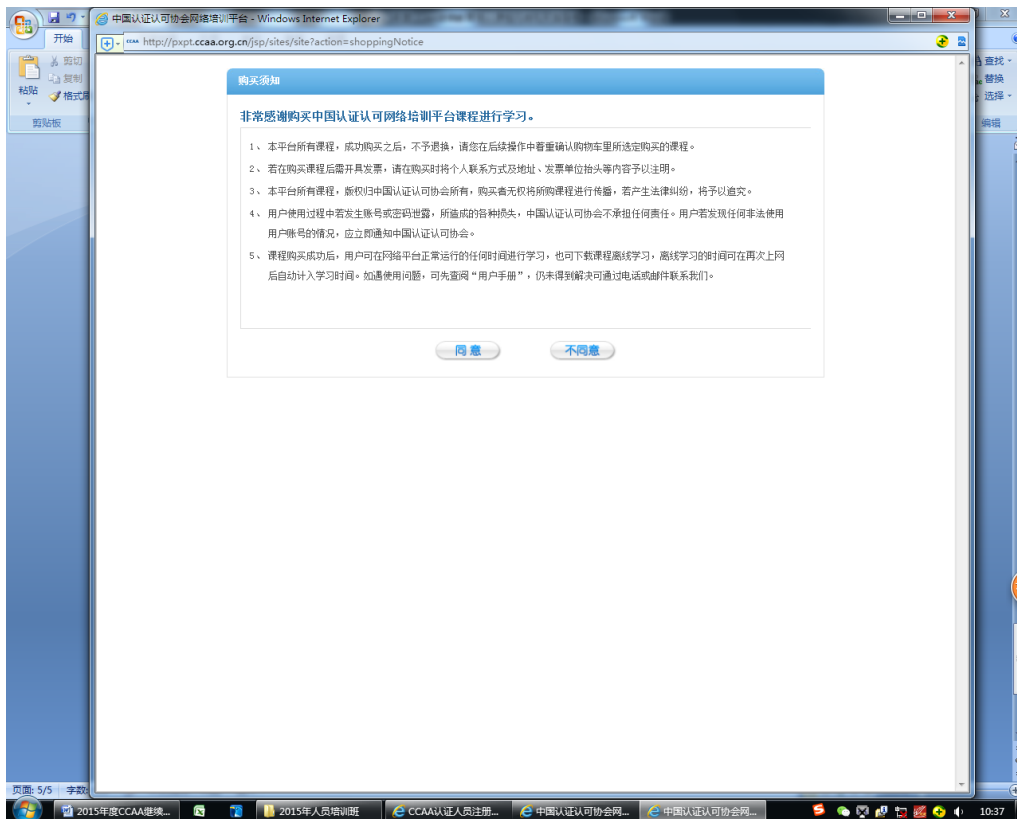 中国认证认可协会网络培训平台 - Windows Internet Explorer
开始
http://pxpt.ccaa.org.cn/jsp/sites/site?action=shoppingNotice
剪切
复制
粘贴
格式刷
剪贴板
查找
替换
选择
编辑
购买须知
非常感谢购买中国认证认可网络培训平台课程进行学习。
1、 本平台所有课程，成功购买之后，不予退换，请您在后续操作中着重确认购物车里所选定购买的课程。
2、 若在购买课程后需开具发票，请在购买时将个人联系方式及地址、发票单位抬头等内容予以注明。
3、 本平台所有课程，版权归中国认证认可协会所有，购买者无权将所购课程进行传播，若产生法律纠纷，将予以追究。
4、 用户使用过程中若发生账号或密码泄露，所造成的各种损失，中国认证认可协会不承担任何责任。用户若发现任何非法使用
用户账号的情况，应立即通知中国认证认可协会。
5、 课程购买成功后，用户可在网络平台正常运行的任何时间进行学习，也可下载课程离线学习，离线学习的时间可在再次上网
后自动计入学习时间。如遇使用问题，可先查阅“用户手册”，仍未得到解决可通过电话或邮件联系我们。
同 意
不同意
页面: 5/5 字数:
2015年度CCAA继续...
2015年人员培训班
CCAA认证人员注册...
中国认证认可协会网...
中国认证认可协会网...
10:37